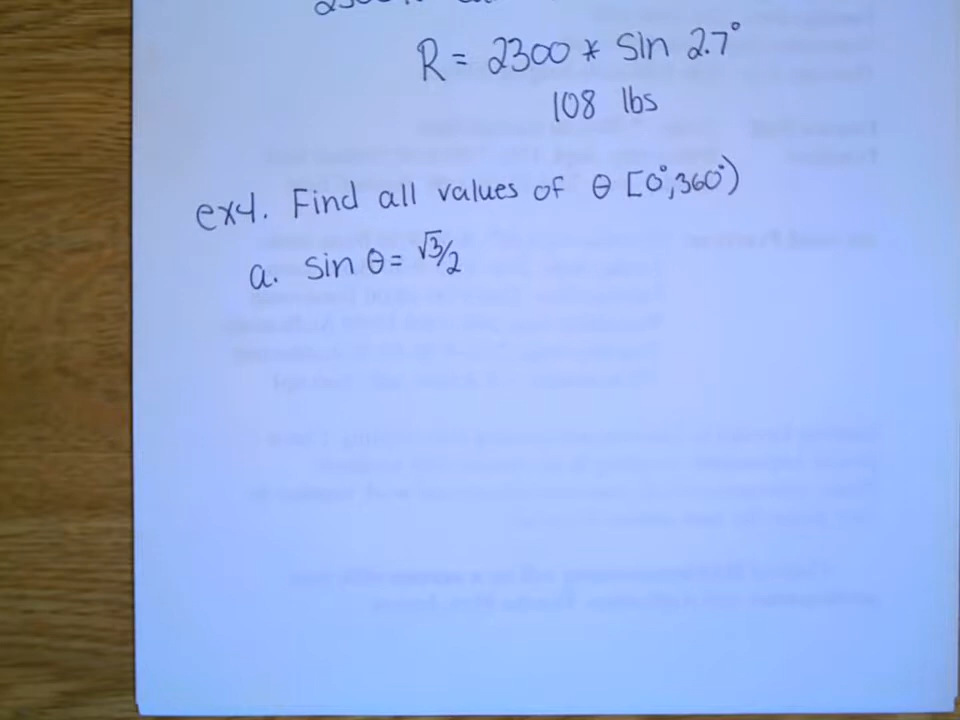 R = 2300 * sin 2.7°
108 lbs
ex4. Find all values of θ [0°, 360°)
a. sin θ = √3/2